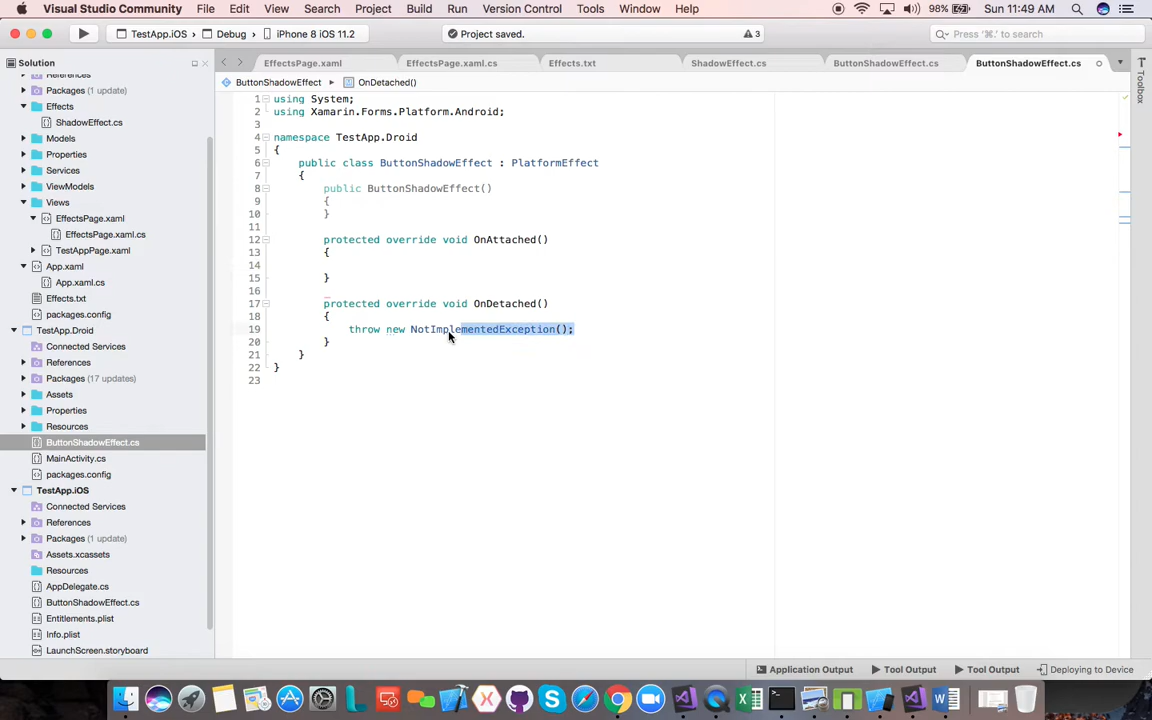 Visual Studio Community File Edit View Search Project Build Run Version Control Tools Window Help 98% Sun 11:49 AM
TestApp.iOS Debug iPhone 8 iOS 11.2 Project saved. 3 Press ‘⌘.’ to search
Solution EffectsPage.xaml EffectsPage.xaml.cs Effects.txt ShadowEffect.cs ButtonShadowEffect.cs ButtonShadowEffect.cs
Toolbox
References
Packages (1 update)
Effects
ShadowEffect.cs
Models
Properties
Services
ViewModels
Views
EffectsPage.xaml
EffectsPage.xaml.cs
TestAppPage.xaml
App.xaml
App.xaml.cs
Effects.txt
packages.config
TestApp.Droid
Connected Services
References
Packages (17 updates)
Assets
Properties
Resources
ButtonShadowEffect.cs
MainActivity.cs
packages.config
TestApp.iOS
Connected Services
References
Packages (1 update)
Assets.xcassets
Resources
AppDelegate.cs
ButtonShadowEffect.cs
Entitlements.plist
Info.plist
LaunchScreen.storyboard
ButtonShadowEffect OnDetached()
1 using System;
2 using Xamarin.Forms.Platform.Android;
3
4 namespace TestApp.Droid
5 {
6 public class ButtonShadowEffect : PlatformEffect
7 {
8 public ButtonShadowEffect()
9 {
10 }
11
12 protected override void OnAttached()
13 {
14
15 }
16
17 protected override void OnDetached()
18 {
19 throw new NotImplementedException();
20 }
21 }
22 }
23
Application Output Tool Output Tool Output Deploying to Device